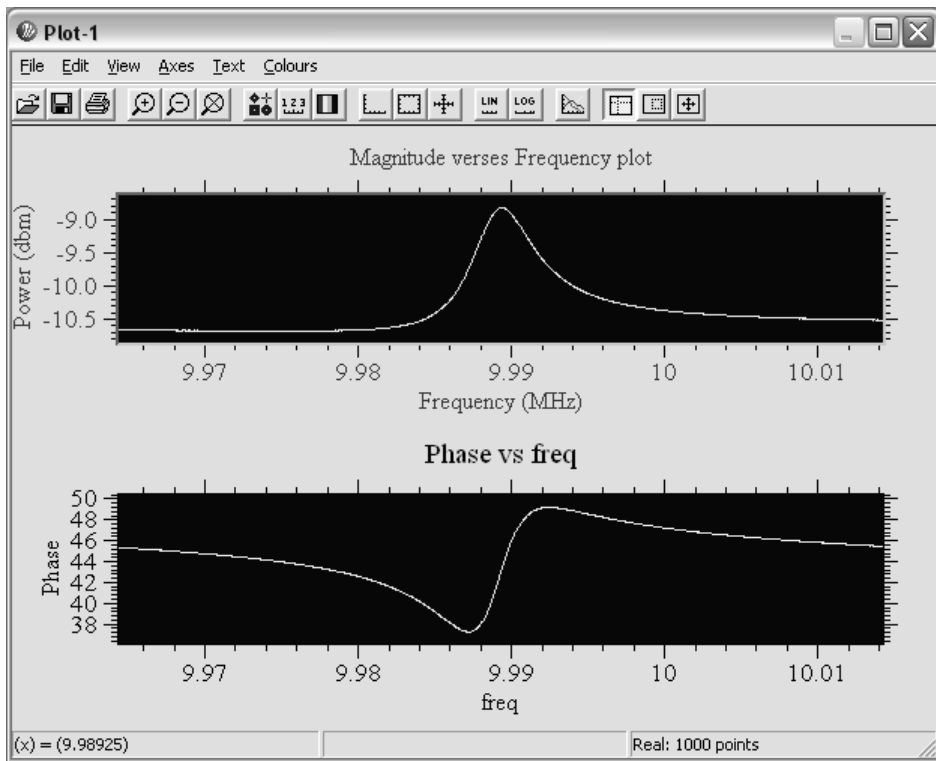 Plot-1
File Edit View Axes Text Colours
1 2 3 LIN LOG
Magnitude verses Frequency plot
Power (dbm)
-9.0
-9.5
-10.0
-10.5
9.97 9.98 9.99 10 10.01
Frequency (MHz)
Phase vs freq
Phase
50
48
46
44
42
40
38
9.97 9.98 9.99 10 10.01
freq
(x) = (9.98925) Real: 1000 points